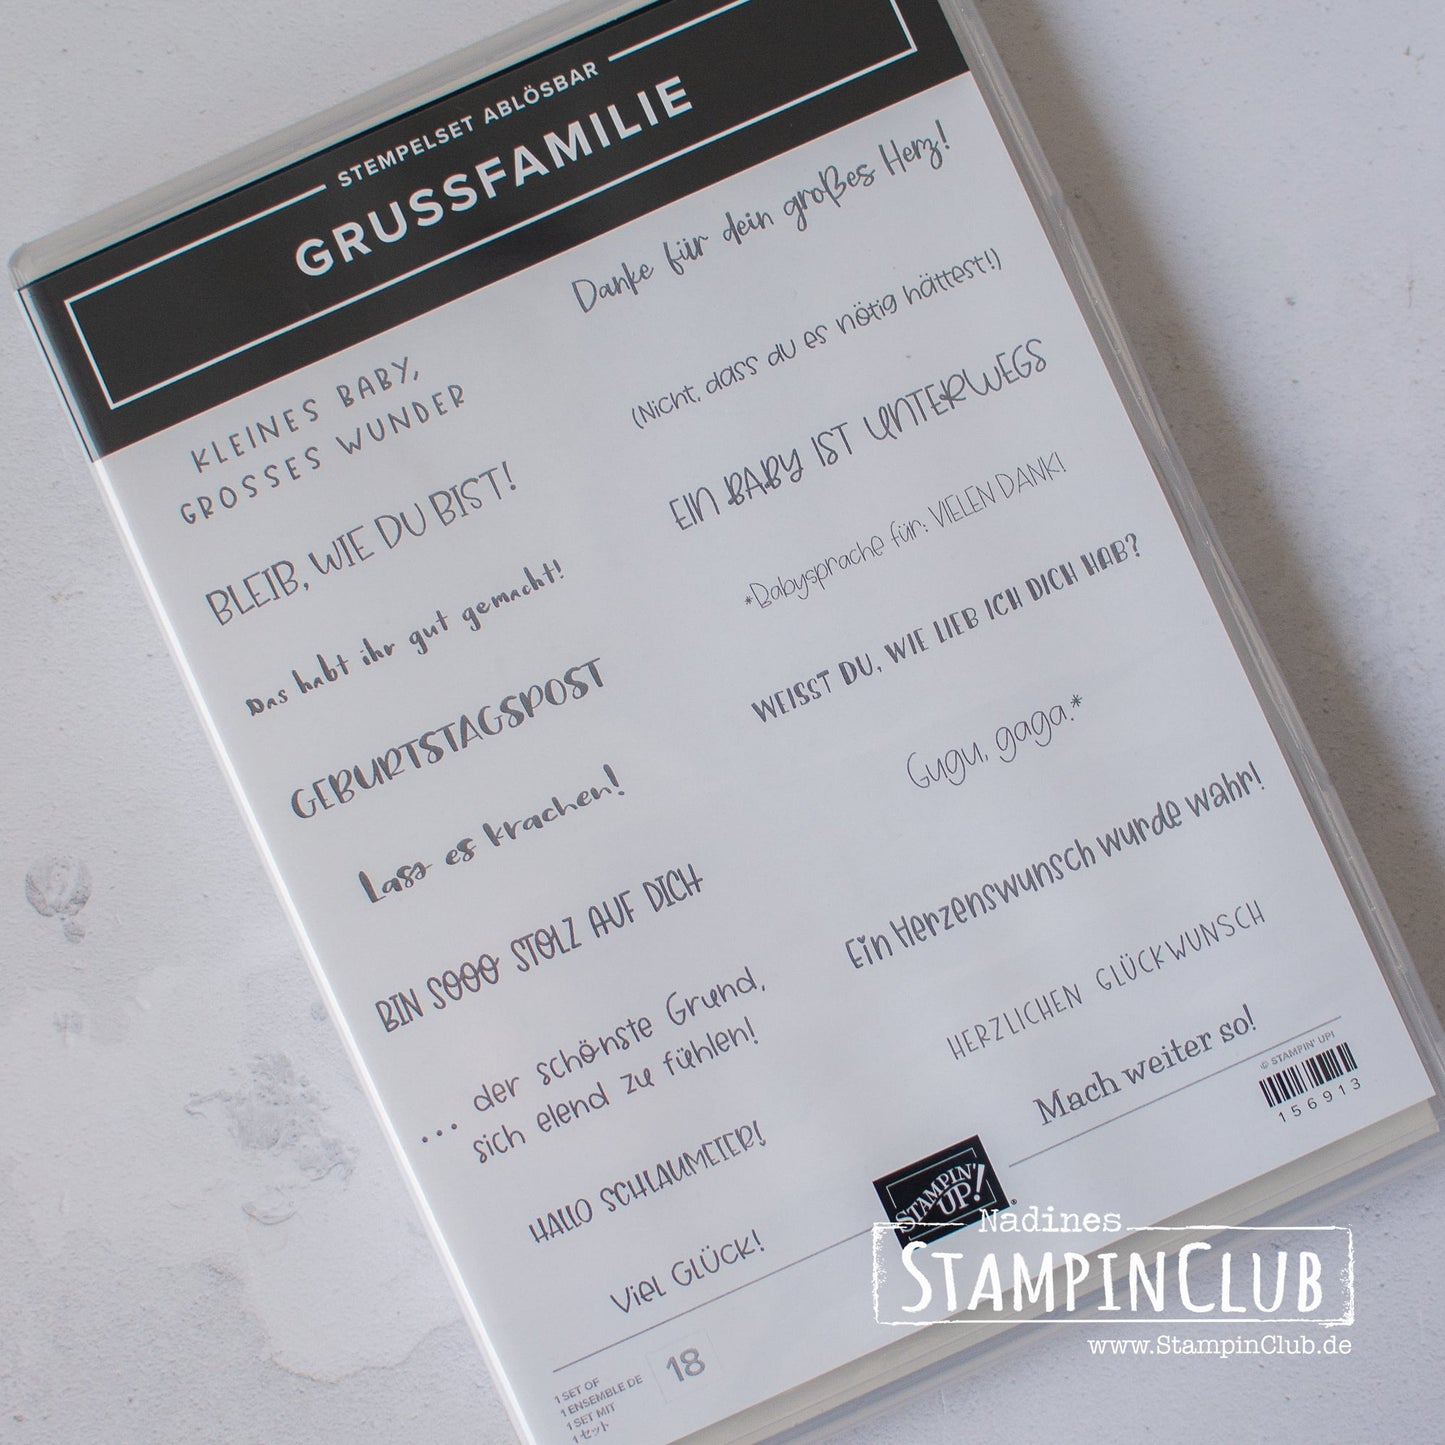 STEMPELSET ABLÖSBAR
GRUSSFAMILIE
KLEINES BABY,
GROSSES WUNDER
BLEIB, WIE DU BIST!
Das habt ihr gut gemacht!
GEBURTSTAGSPOST
Lass es krachen!
BIN SOOO STOLZ AUF DICH
... der schönste Grund,
sich elend zu fühlen!
HALLO SCHLAUMEIER!
VIEL GLÜCK!
Danke für dein großes Herz!
(Nicht, dass du es nötig hättest!)
EIN BABY IST UNTERWEGS
*Babysprache für: VIELEN DANK!
WEISST DU, WIE LIEB ICH DICH HAB?
Gugu, gaga.*
Ein Herzenswunsch wurde wahr!
HERZLICHEN GLÜCKWUNSCH
Mach weiter so!
© STAMPIN' UP!
156913
STAMPIN'
UP!®
1 SET OF
1 ENSEMBLE DE
1 SET MIT
1 セット
18
Nadines
STAMPINCLUB
www.StampinClub.de